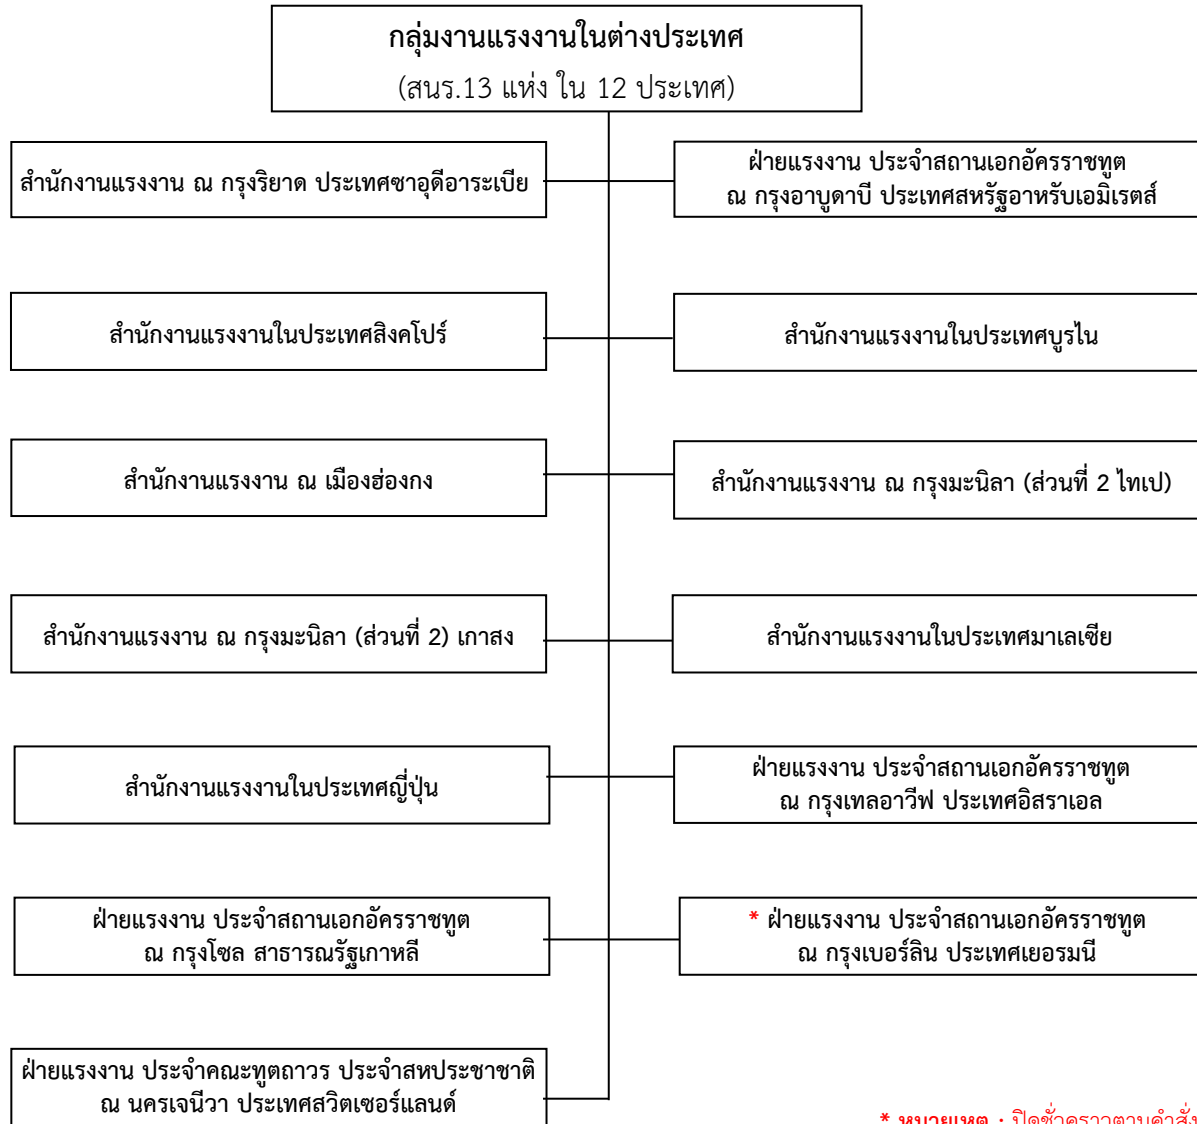 กลุ่มงานแรงงานในต่างประเทศ
(สนร.13 แห่ง ใน 12 ประเทศ)
สำนักงานแรงงาน ณ กรุงริยาด ประเทศซาอุดีอาระเบีย
ฝ่ายแรงงาน ประจำสถานเอกอัครราชทูต
ณ กรุงอาบูดาบี ประเทศสหรัฐอาหรับเอมิเรตส์
สำนักงานแรงงานในประเทศสิงคโปร์
สำนักงานแรงงานในประเทศบรูไน
สำนักงานแรงงาน ณ เมืองฮ่องกง
สำนักงานแรงงาน ณ กรุงมะนิลา (ส่วนที่ 2 ไทเป)
สำนักงานแรงงาน ณ กรุงมะนิลา (ส่วนที่ 2) เกาสง
สำนักงานแรงงานในประเทศมาเลเซีย
สำนักงานแรงงานในประเทศญี่ปุ่น
ฝ่ายแรงงาน ประจำสถานเอกอัครราชทูต
ณ กรุงเทลอาวีฟ ประเทศอิสราเอล
ฝ่ายแรงงาน ประจำสถานเอกอัครราชทูต
ณ กรุงโซล สาธารณรัฐเกาหลี
* ฝ่ายแรงงาน ประจำสถานเอกอัครราชทูต
ณ กรุงเบอร์ลิน ประเทศเยอรมนี
ฝ่ายแรงงาน ประจำคณะทูตถาวร ประจำสหประชาชาติ
ณ นครเจนีวา ประเทศสวิตเซอร์แลนด์
* หมายเหตุ : ปิดชั่วคราวตามคำสั่ง